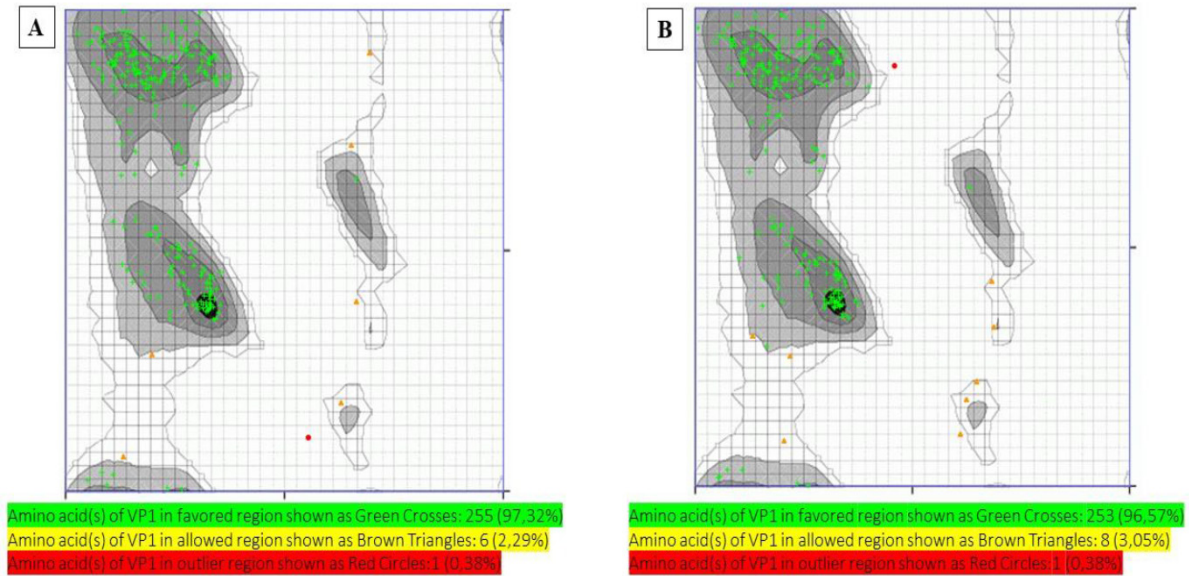 A
B
Amino acid(s) of VP1 in favored region shown as Green Crosses: 255 (97,32%)
Amino acid(s) of VP1 in allowed region shown as Brown Triangles: 6 (2,29%)
Amino acid(s) of VP1 in outlier region shown as Red Circles: 1 (0,38%)
Amino acid(s) of VP1 in favored region shown as Green Crosses: 253 (96,57%)
Amino acid(s) of VP1 in allowed region shown as Brown Triangles: 8 (3,05%)
Amino acid(s) of VP1 in outlier region shown as Red Circles: 1 (0,38%)